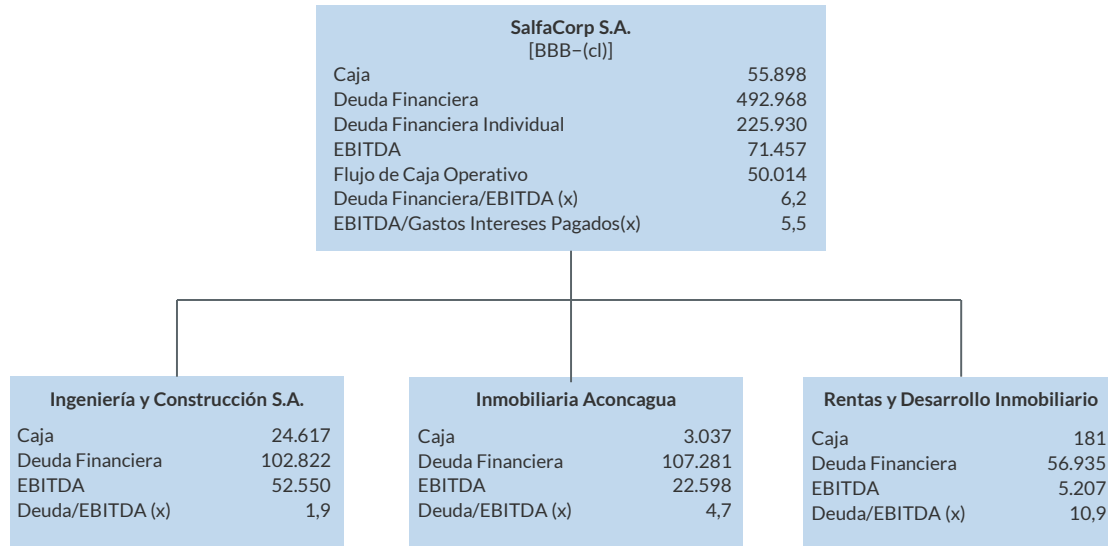 SalfaCorp S.A.
[BBB−(cl)]
Caja 55.898
Deuda Financiera 492.968
Deuda Financiera Individual 225.930
EBITDA 71.457
Flujo de Caja Operativo 50.014
Deuda Financiera/EBITDA (x) 6,2
EBITDA/Gastos Intereses Pagados(x) 5,5
Ingeniería y Construcción S.A.
Caja 24.617
Deuda Financiera 102.822
EBITDA 52.550
Deuda/EBITDA (x) 1,9
Inmobiliaria Aconcagua
Caja 3.037
Deuda Financiera 107.281
EBITDA 22.598
Deuda/EBITDA (x) 4,7
Rentas y Desarrollo Inmobiliario
Caja 181
Deuda Financiera 56.935
EBITDA 5.207
Deuda/EBITDA (x) 10,9